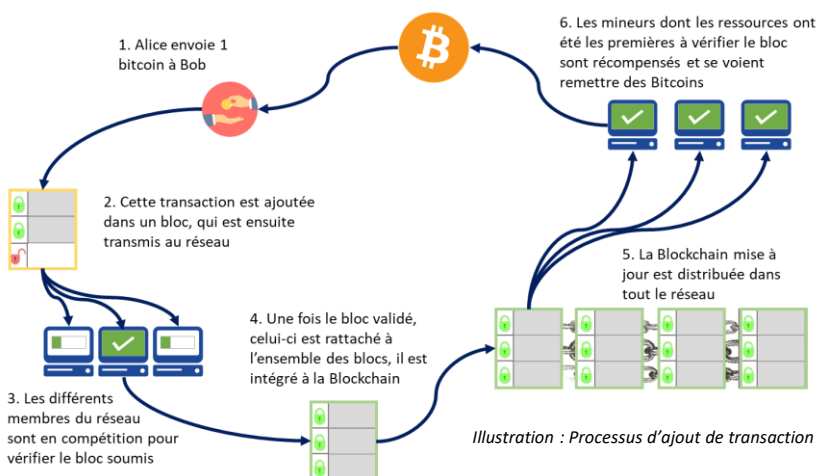 1. Alice envoie 1
bitcoin à Bob
2. Cette transaction est ajoutée
dans un bloc, qui est ensuite
transmis au réseau
3. Les différents
membres du réseau
sont en compétition pour
vérifier le bloc soumis
4. Une fois le bloc validé,
celui-ci est rattaché à
l'ensemble des blocs, il est
intégré à la Blockchain
5. La Blockchain mise à
jour est distribuée dans
tout le réseau
6. Les mineurs dont les ressources ont
été les premières à vérifier le bloc
sont récompensés et se voient
remettre des Bitcoins
Illustration : Processus d'ajout de transaction